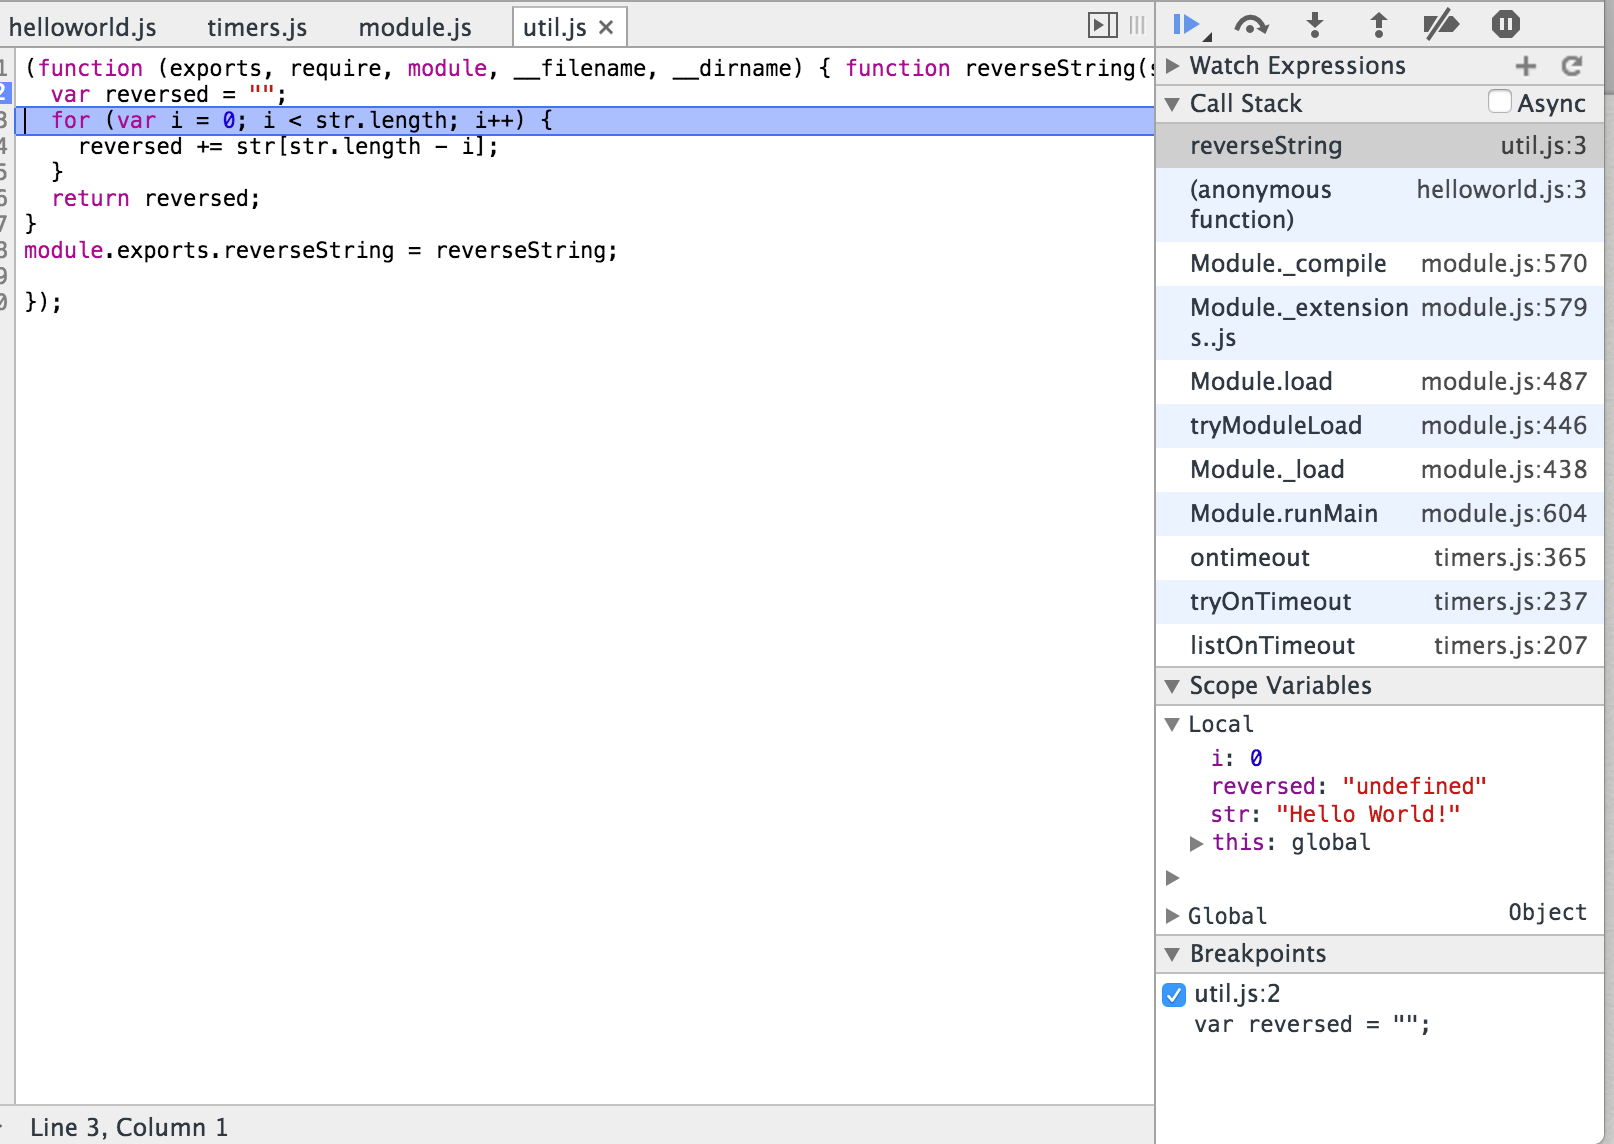 helloworld.js timers.js module.js util.js ×
1 (function (exports, require, module, __filename, __dirname) { function reverseString(
2 var reversed = "";
3 for (var i = 0; i < str.length; i++) {
4 reversed += str[str.length - i];
5 }
6 return reversed;
7 }
8 module.exports.reverseString = reverseString;
9
0 });
Line 3, Column 1
Watch Expressions
Call Stack Async
reverseString util.js:3
(anonymous function) helloworld.js:3
Module._compile module.js:570
Module._extensions..js module.js:579
Module.load module.js:487
tryModuleLoad module.js:446
Module._load module.js:438
Module.runMain module.js:604
ontimeout timers.js:365
tryOnTimeout timers.js:237
listOnTimeout timers.js:207
Scope Variables
Local
i: 0
reversed: "undefined"
str: "Hello World!"
this: global
Global Object
Breakpoints
util.js:2
var reversed = "";